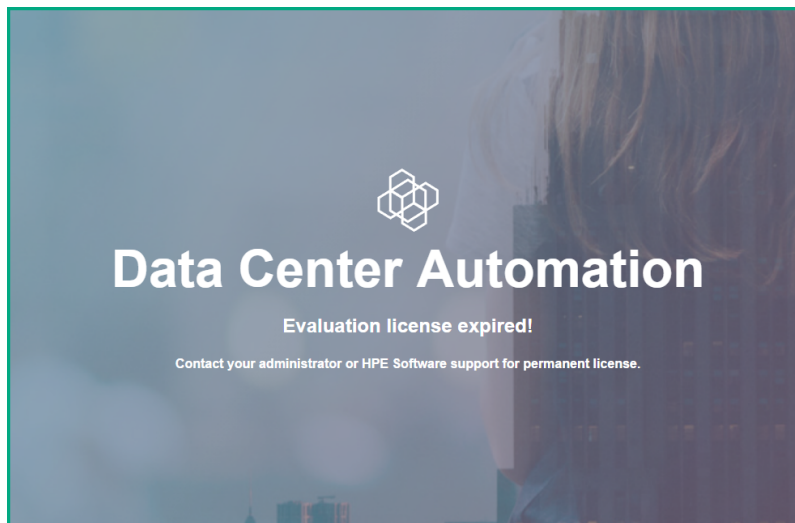 Data Center Automation
Evaluation license expired!
Contact your administrator or HPE Software support for permanent license.